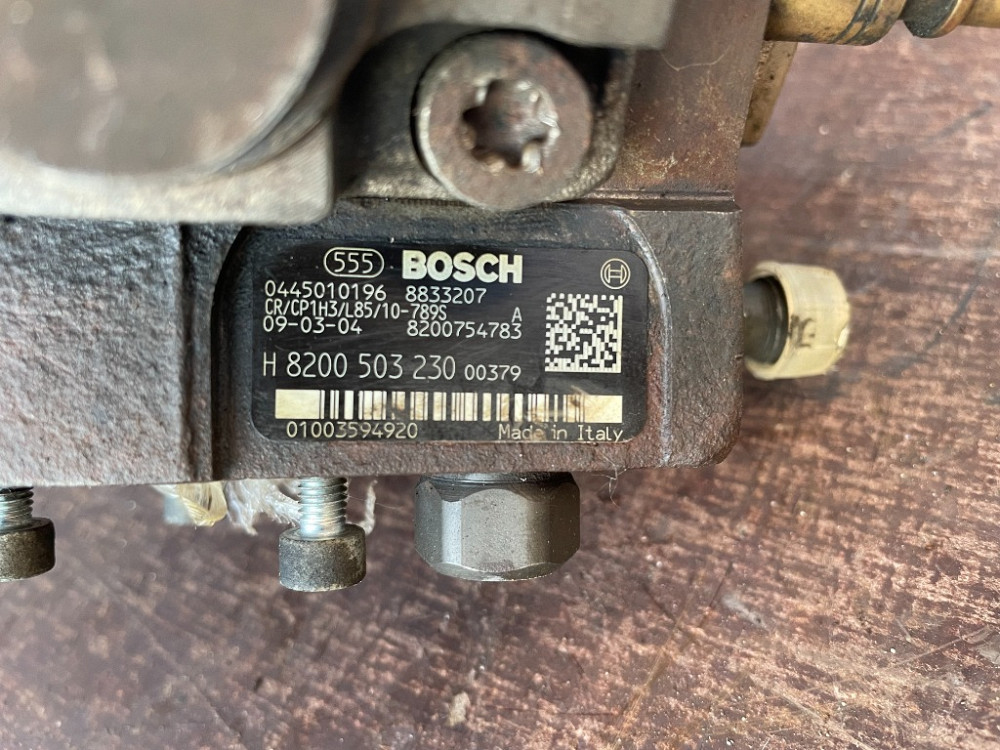 555 BOSCH
0445010196 8833207
CR/CP1H3/L85/10-789S A
09-03-04 8200754783
H 8200 503 230 00379
01003594920 Made in Italy